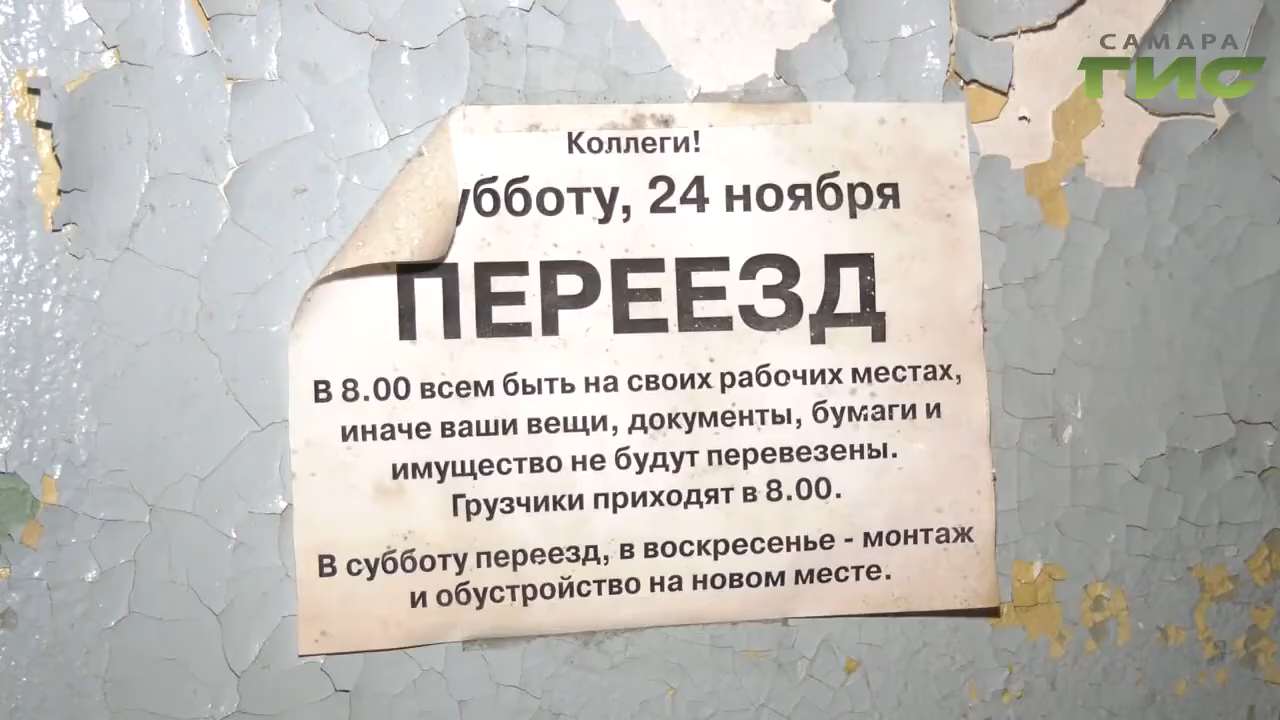 САМАРА
ГИС
Коллеги!
убботу, 24 ноября
ПЕРЕЕЗД
В 8.00 всем быть на своих рабочих местах,
иначе ваши вещи, документы, бумаги и
имущество не будут перевезены.
Грузчики приходят в 8.00.
В субботу переезд, в воскресенье - монтаж
и обустройство на новом месте.